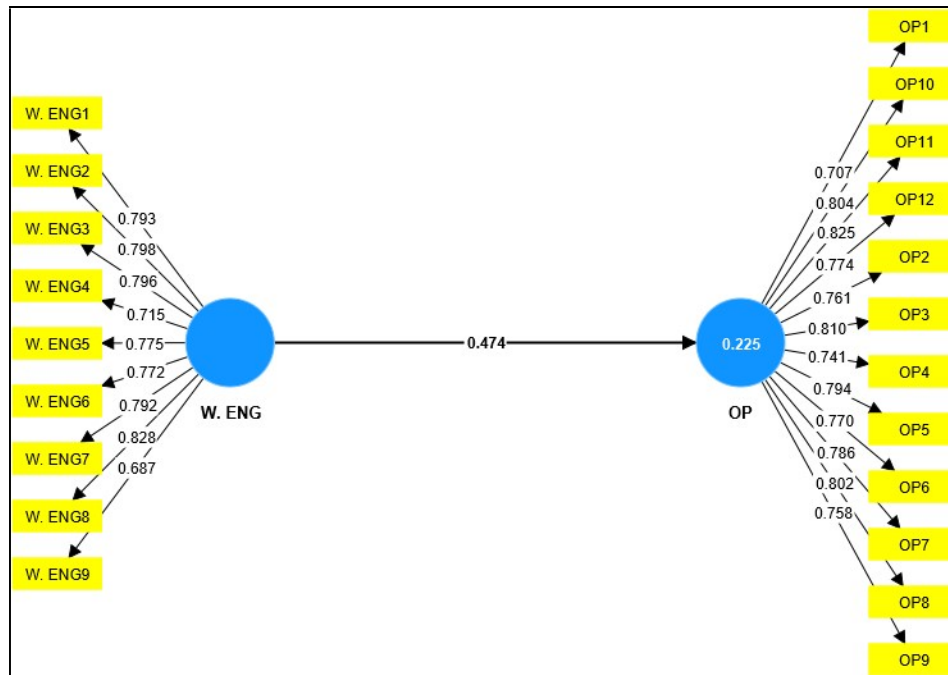 W. ENG1
W. ENG2
W. ENG3
W. ENG4
W. ENG5
W. ENG6
W. ENG7
W. ENG8
W. ENG9
0.793
0.798
0.796
0.715
0.775
0.772
0.792
0.828
0.687
W. ENG
0.474
0.225
OP
0.707
0.804
0.825
0.774
0.761
0.810
0.741
0.794
0.770
0.786
0.802
0.758
OP1
OP10
OP11
OP12
OP2
OP3
OP4
OP5
OP6
OP7
OP8
OP9